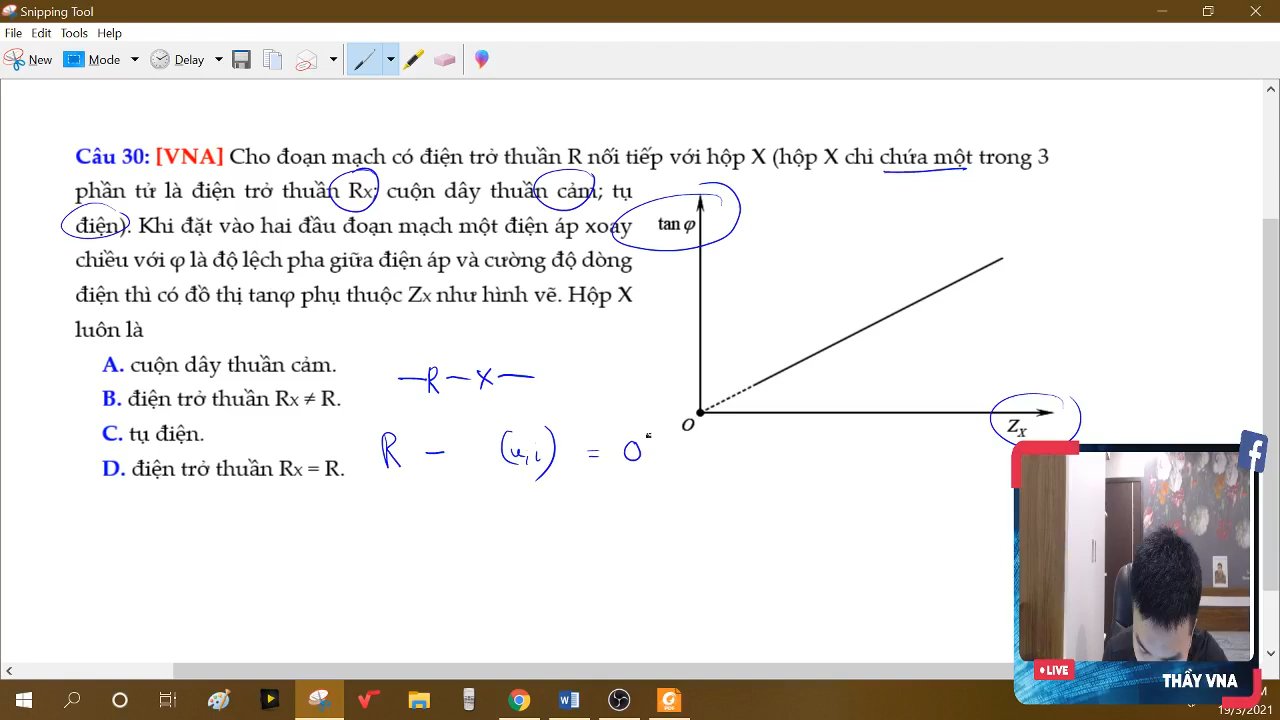 Snipping Tool
File Edit Tools Help
New Mode Delay
Câu 30: [VNA] Cho đoạn mạch có điện trở thuần R nối tiếp với hộp X (hộp X chỉ chứa một trong 3
phần tử là điện trở thuần Rx; cuộn dây thuần cảm; tụ
điện). Khi đặt vào hai đầu đoạn mạch một điện áp xoay
chiều với φ là độ lệch pha giữa điện áp và cường độ dòng
điện thì có đồ thị tanφ phụ thuộc Zx như hình vẽ. Hộp X
luôn là
A. cuộn dây thuần cảm.
B. điện trở thuần Rx ≠ R.
C. tụ điện.
D. điện trở thuần Rx = R.
tan φ
O
Zx
—R—X—
R — (u,i) = 0
LIVE
THẦY VNA
19/3/2021